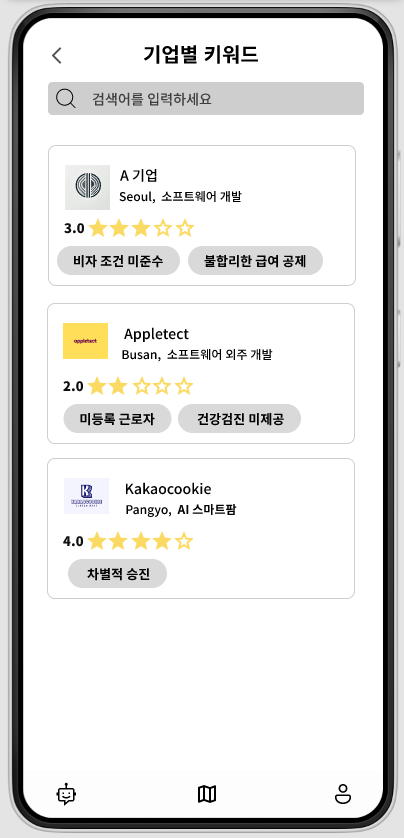 기업별 키워드
검색어를 입력하세요
A 기업
Seoul, 소프트웨어 개발
3.0
비자 조건 미준수 불합리한 급여 공제
appletect
Appletect
Busan, 소프트웨어 외주 개발
2.0
미등록 근로자 건강검진 미제공
K
KAKAOCOOKIE
Kakaocookie
Pangyo, AI 스마트팜
4.0
차별적 승진